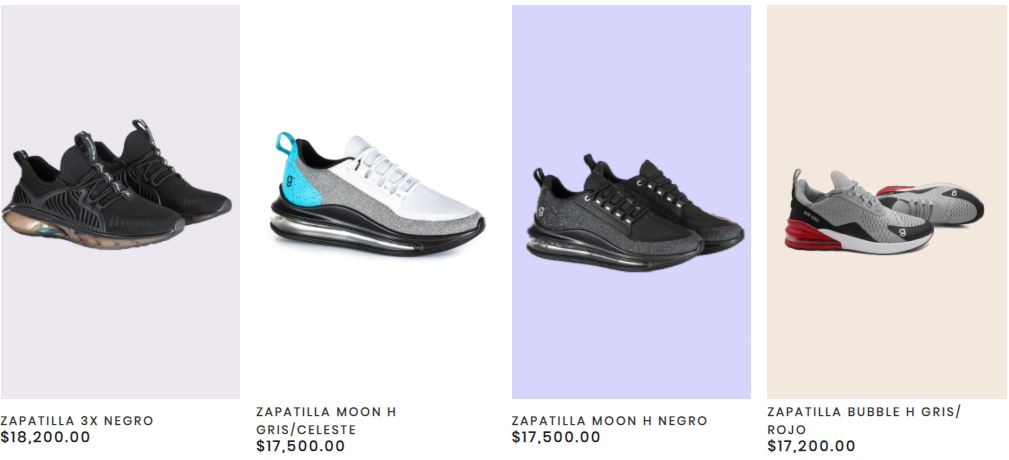 ZAPATILLA 3X NEGRO
$18,200.00
ZAPATILLA MOON H
GRIS/CELESTE
$17,500.00
ZAPATILLA MOON H NEGRO
$17,500.00
ZAPATILLA BUBBLE H GRIS/
ROJO
$17,200.00
g
g
g